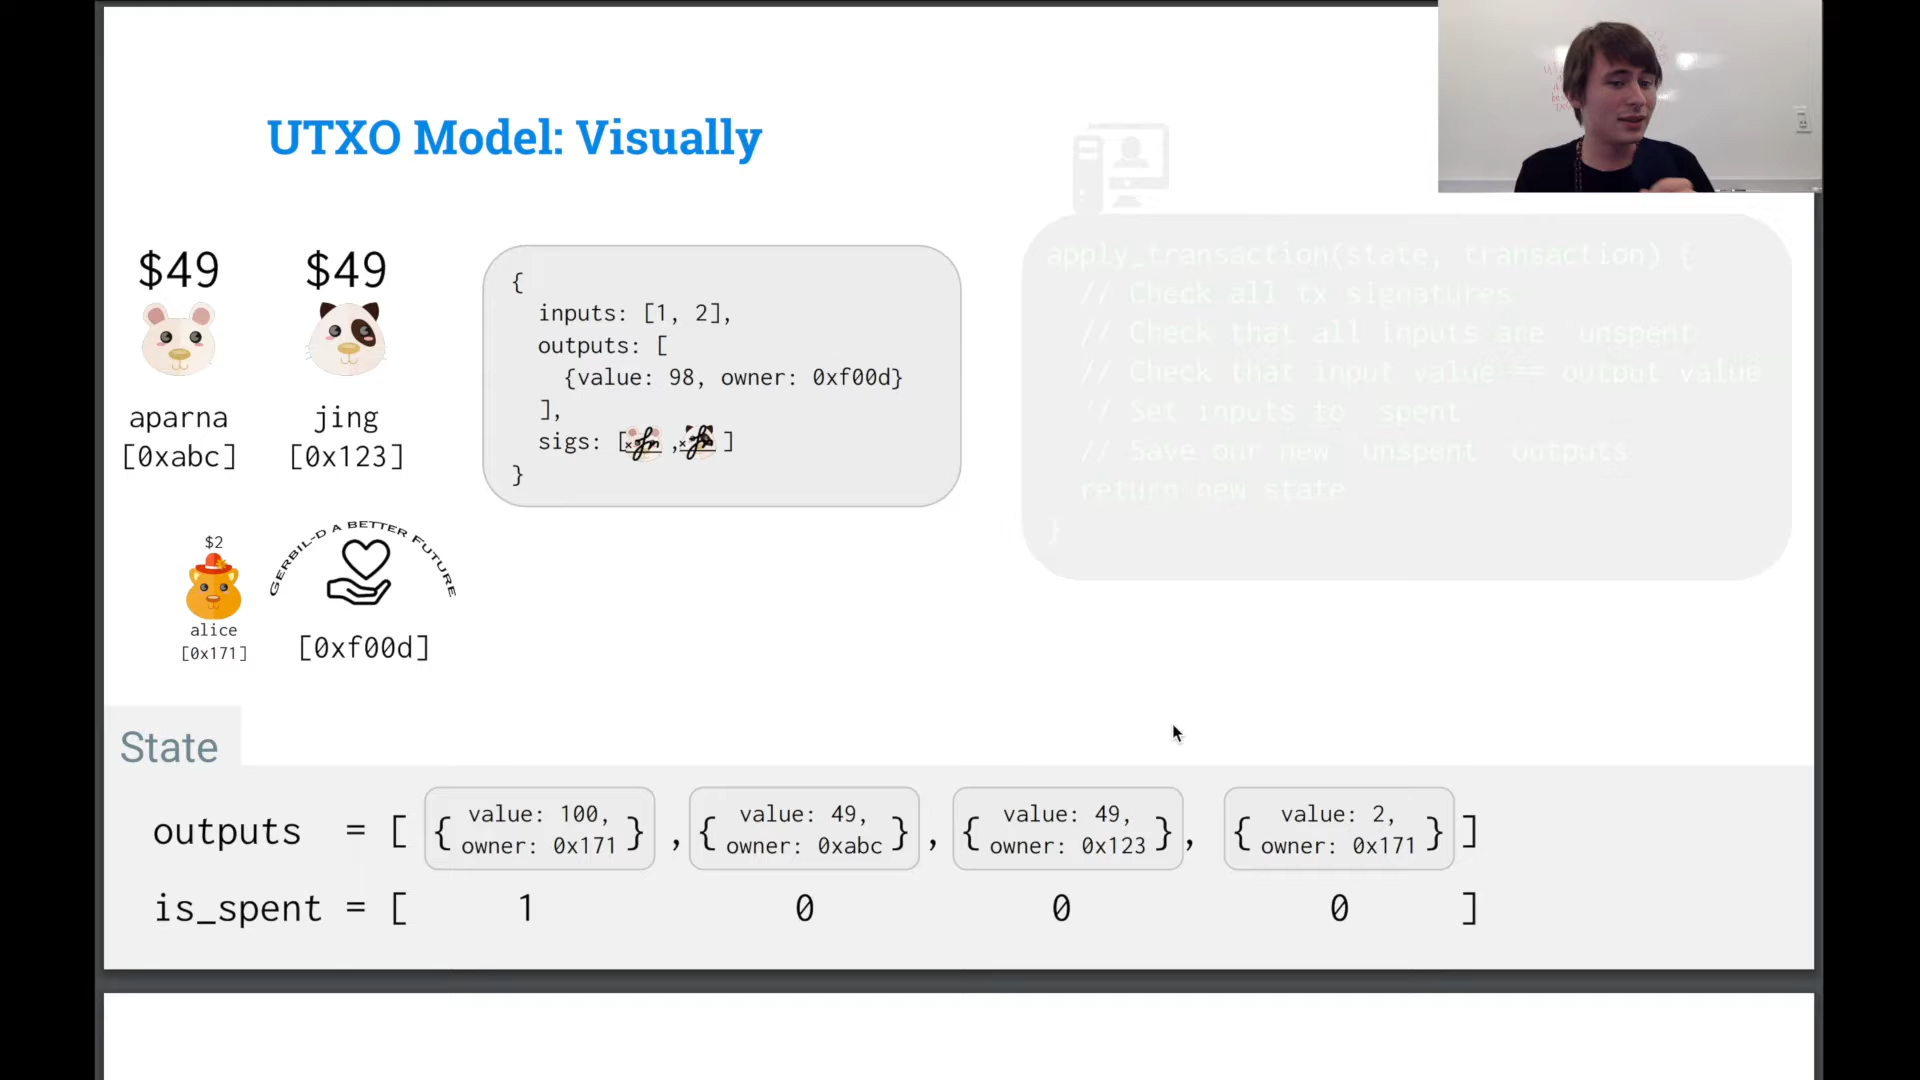 UTXO Model: Visually
$49
$49
aparna
[0xabc]
jing
[0x123]
$2
alice
[0x171]
GERBIL-D A BETTER FUTURE
[0xf00d]
{
inputs: [1, 2],
outputs: [
{value: 98, owner: 0xf00d}
],
sigs: [ , ]
}
apply_transaction(state, transaction) {
// Check all tx signatures
// Check that all inputs are unspent
// Check that input value == output value
// Set inputs to spent
// Save our new unspent outputs
return new state
}
State
outputs = [ { value: 100, owner: 0x171 } , { value: 49, owner: 0xabc } , { value: 49, owner: 0x123 } , { value: 2, owner: 0x171 } ]
is_spent = [ 1 0 0 0 ]